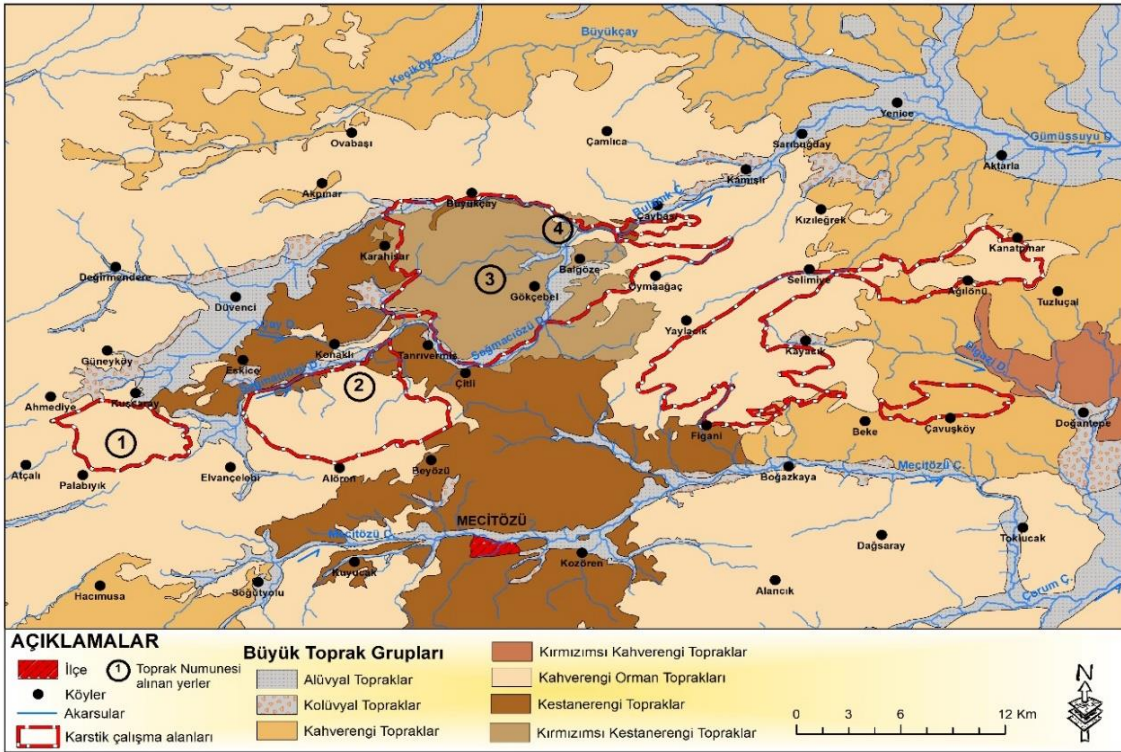 Büyükçay
Keçiköy D.
Yenice
Ovabaşı
Çamlıca
Sarıbuğday
Gümüşsuyu Ç.
Aktarla
Kamışlı
Akpınar
Büyükçay
Bulanık Ç.
Çaybaşı
Kızıleğrek
4
Kanatpınar
Karahisar
Balgöze
Değirmendere
3
Oymaağaç
Selimiye
Ağılönü
Gökçebel
Tuzluçal
Düvenci
Yaylacık
Seğmaciözü D.
Kayacık
Konaklı
Tanrıvermiş
Güneyköy
Eskice
Çitli
2
Ahmediye
Kuşsaray
Figani
Beke
Çavuşköy
Doğantepe
1
Atçalı
Palabıyık
Elvançelebi
Alören
Beyözü
Boğazkaya
Mecitözü Ç.
MECİTÖZÜ
Mecitözü Ç.
Dağsaray
Kozören
Kuyucak
Hacımusa
Söğütyolu
Alancık
Çorum Ç.
AÇIKLAMALAR
İlçe
1 Toprak Numunesi
alınan yerler
Köyler
Akarsular
Karstik çalışma alanları
Büyük Toprak Grupları
Alüvyal Topraklar
Kolüvyal Topraklar
Kahverengi Topraklar
Kırmızımsı Kahverengi Topraklar
Kahverengi Orman Toprakları
Kestanerengi Topraklar
Kırmızımsı Kestanerengi Topraklar
N
0 3 6 12 Km